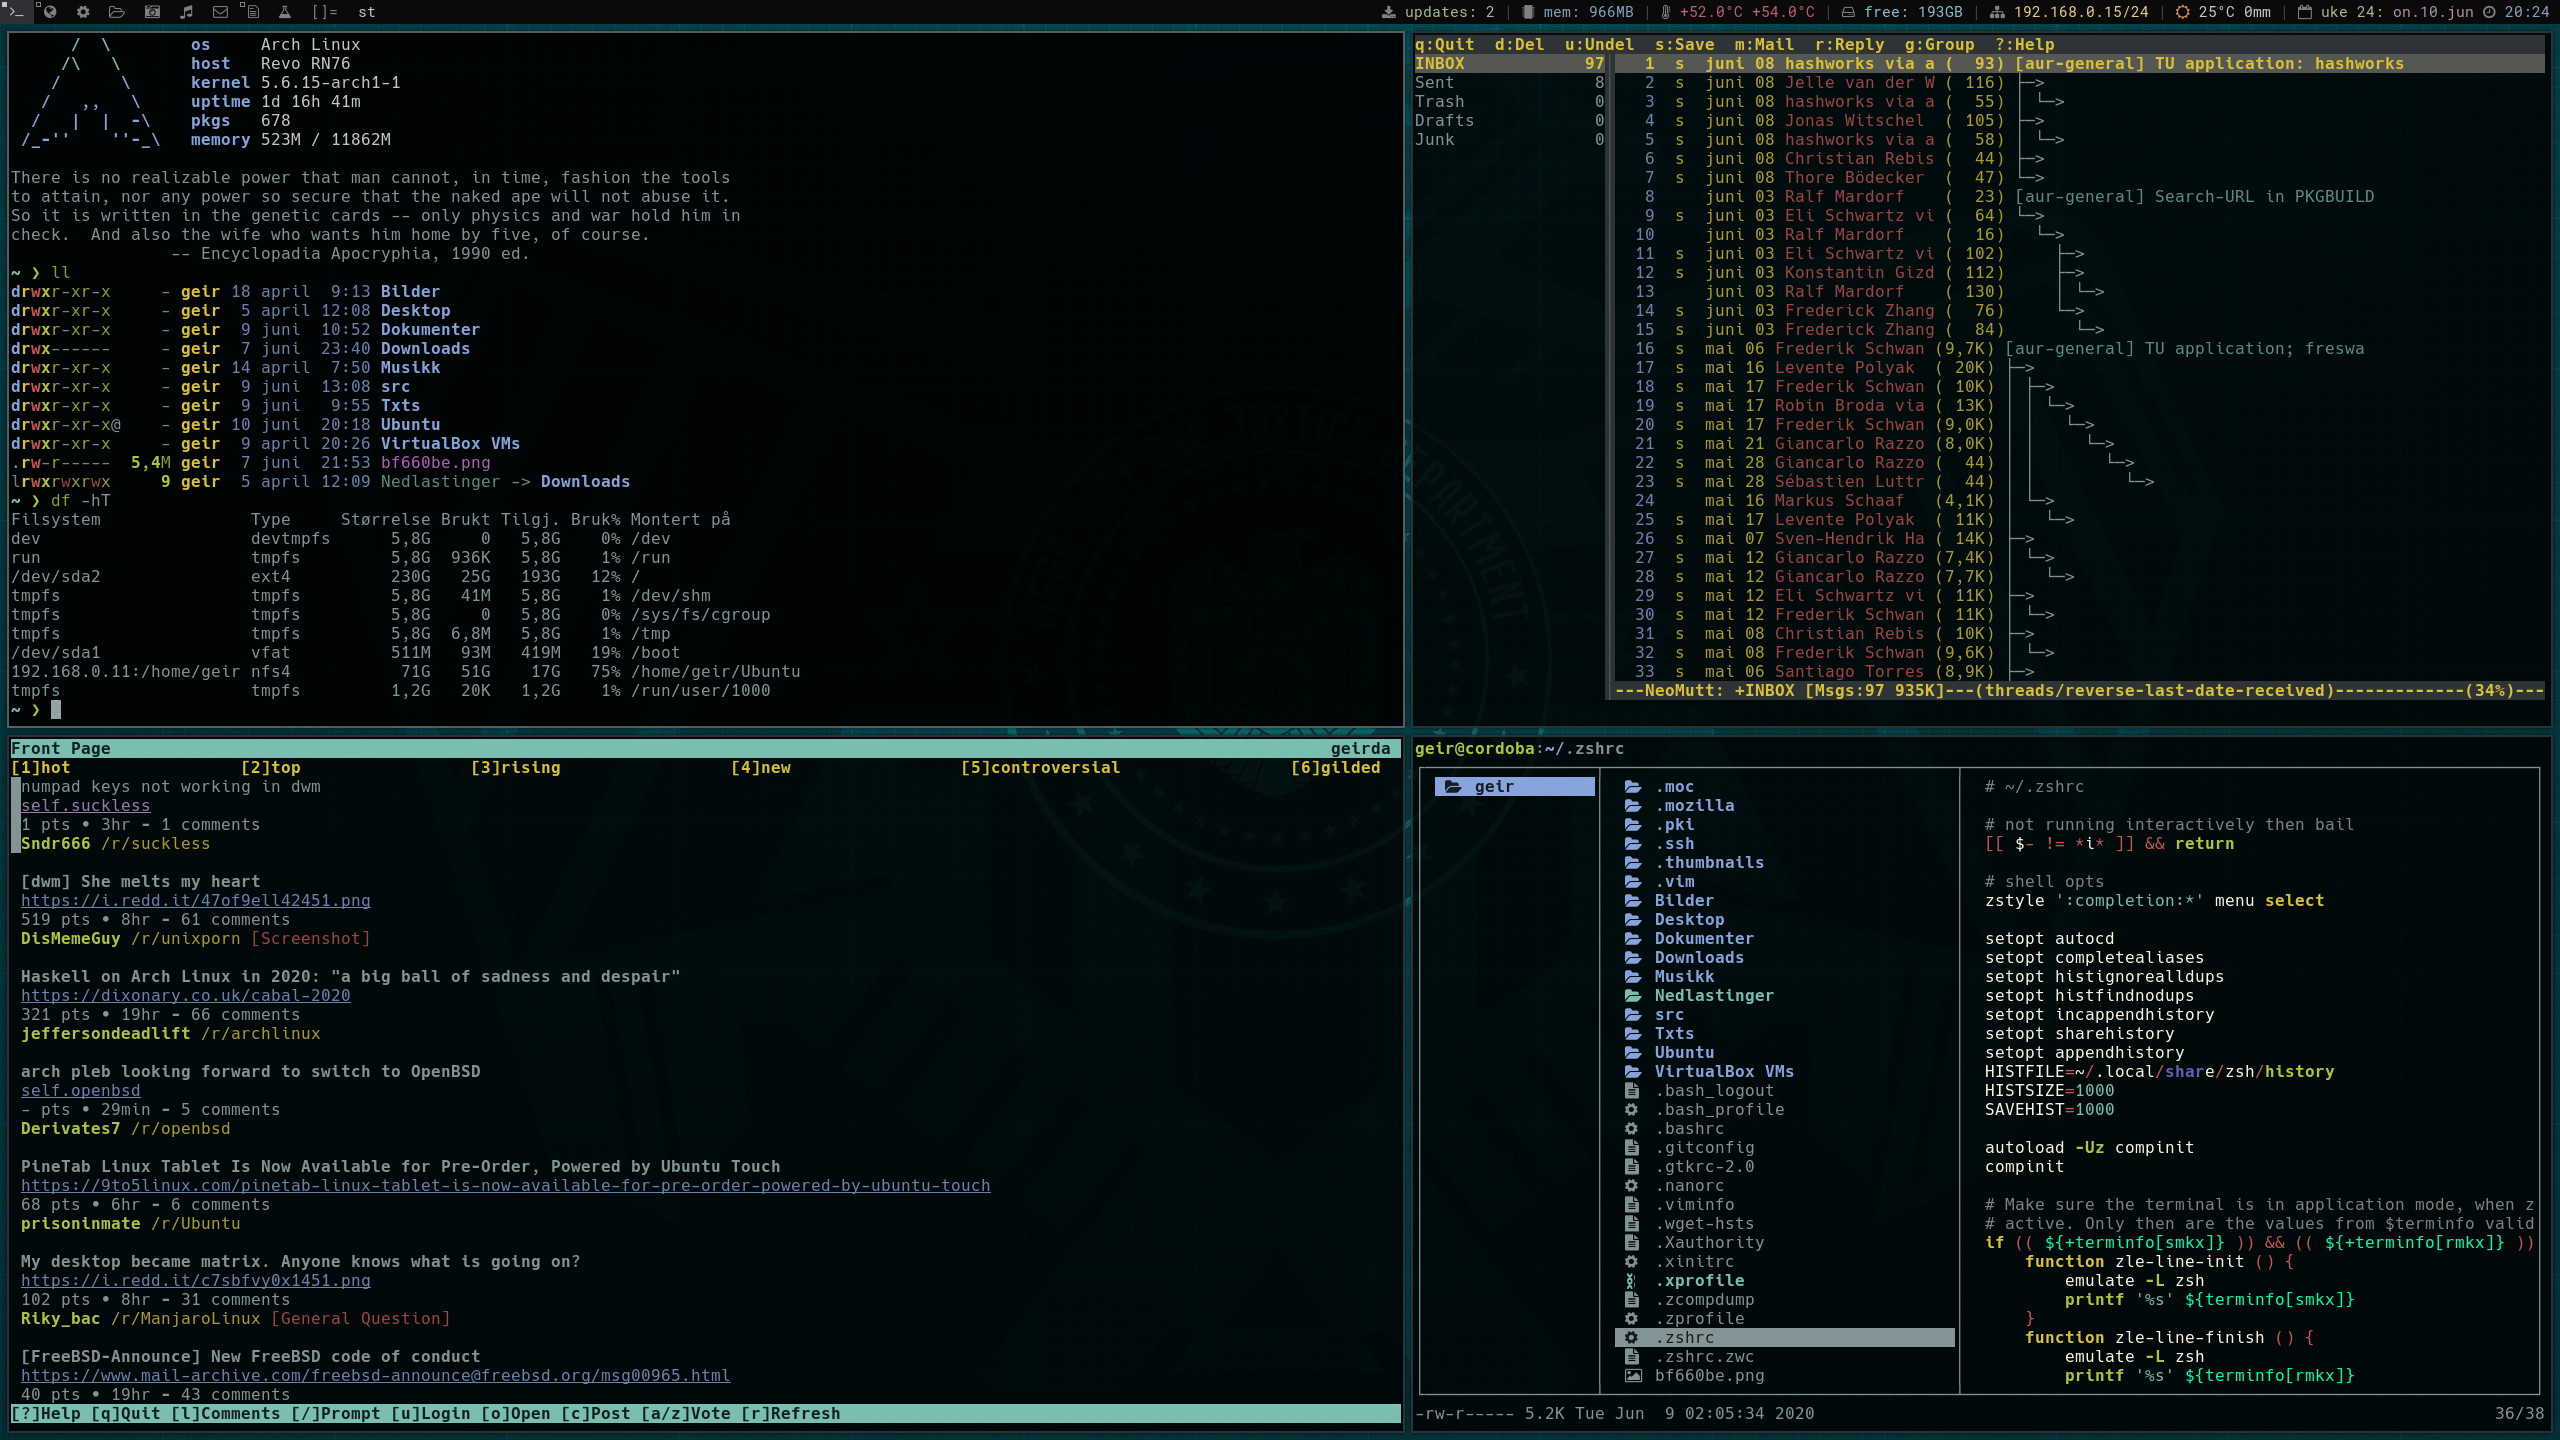 []= st updates: 2 | mem: 966MB | +52.0°C +54.0°C | free: 193GB | 192.168.0.15/24 | 25°C 0mm | uke 24: on.10.jun 20:24
os Arch Linux
host Revo RN76
kernel 5.6.15-arch1-1
uptime 1d 16h 41m
pkgs 678
memory 523M / 11862M
There is no realizable power that man cannot, in time, fashion the tools
to attain, nor any power so secure that the naked ape will not abuse it.
So it is written in the genetic cards -- only physics and war hold him in
check.  And also the wife who wants him home by five, of course.
-- Encyclopadia Apocryphia, 1990 ed.
~ ❯ ll
drwxr-xr-x - geir 18 april 9:13 Bilder
drwxr-xr-x - geir 5 april 12:08 Desktop
drwxr-xr-x - geir 9 juni 10:52 Dokumenter
drwx------ - geir 7 juni 23:40 Downloads
drwxr-xr-x - geir 14 april 7:50 Musikk
drwxr-xr-x - geir 9 juni 13:08 src
drwxr-xr-x - geir 9 juni 9:55 Txts
drwxr-xr-x@ - geir 10 juni 20:18 Ubuntu
drwxr-xr-x - geir 9 april 20:26 VirtualBox VMs
.rw-r----- 5,4M geir 7 juni 21:53 bf660be.png
lrwxrwxrwx 9 geir 5 april 12:09 Nedlastinger -> Downloads
~ ❯ df -hT
Filsystem Type Størrelse Brukt Tilgj. Bruk% Montert på
dev devtmpfs 5,8G 0 5,8G 0% /dev
run tmpfs 5,8G 936K 5,8G 1% /run
/dev/sda2 ext4 230G 25G 193G 12% /
tmpfs tmpfs 5,8G 41M 5,8G 1% /dev/shm
tmpfs tmpfs 5,8G 0 5,8G 0% /sys/fs/cgroup
tmpfs tmpfs 5,8G 6,8M 5,8G 1% /tmp
/dev/sda1 vfat 511M 93M 419M 19% /boot
192.168.0.11:/home/geir nfs4 71G 51G 17G 75% /home/geir/Ubuntu
tmpfs tmpfs 1,2G 20K 1,2G 1% /run/user/1000
~ ❯
q:Quit d:Del u:Undel s:Save m:Mail r:Reply g:Group ?:Help
INBOX 97
Sent 8
Trash 0
Drafts 0
Junk 0
1 s juni 08 hashworks via a ( 93) [aur-general] TU application: hashworks
2 s juni 08 Jelle van der W ( 116) ├─>
3 s juni 08 hashworks via a ( 55) │ └─>
4 s juni 08 Jonas Witschel ( 105) ├─>
5 s juni 08 hashworks via a ( 58) │ └─>
6 s juni 08 Christian Rebis ( 44) ├─>
7 s juni 08 Thore Bödecker ( 47) └─>
8 juni 03 Ralf Mardorf ( 23) [aur-general] Search-URL in PKGBUILD
9 s juni 03 Eli Schwartz vi ( 64) └─>
10 juni 03 Ralf Mardorf ( 16) └─>
11 s juni 03 Eli Schwartz vi ( 102) ├─>
12 s juni 03 Konstantin Gizd ( 112) ├─>
13 juni 03 Ralf Mardorf ( 130) │ └─>
14 s juni 03 Frederick Zhang ( 76) └─>
15 s juni 03 Frederick Zhang ( 84) └─>
16 s mai 06 Frederik Schwan (9,7K) [aur-general] TU application; freswa
17 s mai 16 Levente Polyak ( 20K) ├─>
18 s mai 17 Frederik Schwan ( 10K) │ ├─>
19 s mai 17 Robin Broda via ( 13K) │ │ └─>
20 s mai 17 Frederik Schwan (9,0K) │ │ └─>
21 s mai 21 Giancarlo Razzo (8,0K) │ │ └─>
22 s mai 28 Giancarlo Razzo ( 44) │ │ └─>
23 s mai 28 Sébastien Luttr ( 44) │ │ └─>
24 mai 16 Markus Schaaf (4,1K) │ └─>
25 s mai 17 Levente Polyak ( 11K) │ └─>
26 s mai 07 Sven-Hendrik Ha ( 14K) ├─>
27 s mai 12 Giancarlo Razzo (7,4K) │ └─>
28 s mai 12 Giancarlo Razzo (7,7K) │ └─>
29 s mai 12 Eli Schwartz vi ( 11K) ├─>
30 s mai 12 Frederik Schwan ( 11K) │ └─>
31 s mai 08 Christian Rebis ( 10K) ├─>
32 s mai 08 Frederik Schwan (9,6K) │ └─>
33 s mai 06 Santiago Torres (8,9K) ├─>
---NeoMutt: +INBOX [Msgs:97 935K]---(threads/reverse-last-date-received)-------------(34%)---
MEGA-CITY ONE JUSTICE DEPARTMENT
Front Page geirda
[1]hot [2]top [3]rising [4]new [5]controversial [6]gilded
numpad keys not working in dwm
self.suckless
1 pts • 3hr - 1 comments
Sndr666 /r/suckless
[dwm] She melts my heart
https://i.redd.it/47of9ell42451.png
519 pts • 8hr - 61 comments
DisMemeGuy /r/unixporn [Screenshot]
Haskell on Arch Linux in 2020: "a big ball of sadness and despair"
https://dixonary.co.uk/cabal-2020
321 pts • 19hr - 66 comments
jeffersondeadlift /r/archlinux
arch pleb looking forward to switch to OpenBSD
self.openbsd
- pts • 29min - 5 comments
Derivates7 /r/openbsd
PineTab Linux Tablet Is Now Available for Pre-Order, Powered by Ubuntu Touch
https://9to5linux.com/pinetab-linux-tablet-is-now-available-for-pre-order-powered-by-ubuntu-touch
68 pts • 6hr - 6 comments
prisoninmate /r/Ubuntu
My desktop became matrix. Anyone knows what is going on?
https://i.redd.it/c7sbfvy0x1451.png
102 pts • 8hr - 31 comments
Riky_bac /r/ManjaroLinux [General Question]
[FreeBSD-Announce] New FreeBSD code of conduct
https://www.mail-archive.com/freebsd-announce@freebsd.org/msg00965.html
40 pts • 19hr - 43 comments
[?]Help [q]Quit [l]Comments [/]Prompt [u]Login [o]Open [c]Post [a/z]Vote [r]Refresh
geir@cordoba:~/.zshrc
geir
.moc
.mozilla
.pki
.ssh
.thumbnails
.vim
Bilder
Desktop
Dokumenter
Downloads
Musikk
Nedlastinger
src
Txts
Ubuntu
VirtualBox VMs
.bash_logout
.bash_profile
.bashrc
.gitconfig
.gtkrc-2.0
.nanorc
.viminfo
.wget-hsts
.Xauthority
.xinitrc
.xprofile
.zcompdump
.zprofile
.zshrc
.zshrc.zwc
bf660be.png
# ~/.zshrc
# not running interactively then bail
[[ $- != *i* ]] && return
# shell opts
zstyle ':completion:*' menu select
setopt autocd
setopt completealiases
setopt histignorealldups
setopt histfindnodups
setopt incappendhistory
setopt sharehistory
setopt appendhistory
HISTFILE=~/.local/share/zsh/history
HISTSIZE=1000
SAVEHIST=1000
autoload -Uz compinit
compinit
# Make sure the terminal is in application mode, when z
# active. Only then are the values from $terminfo valid
if (( ${+terminfo[smkx]} )) && (( ${+terminfo[rmkx]} ))
function zle-line-init () {
emulate -L zsh
printf '%s' ${terminfo[smkx]}
}
function zle-line-finish () {
emulate -L zsh
printf '%s' ${terminfo[rmkx]}
-rw-r----- 5.2K Tue Jun  9 02:05:34 2020 36/38